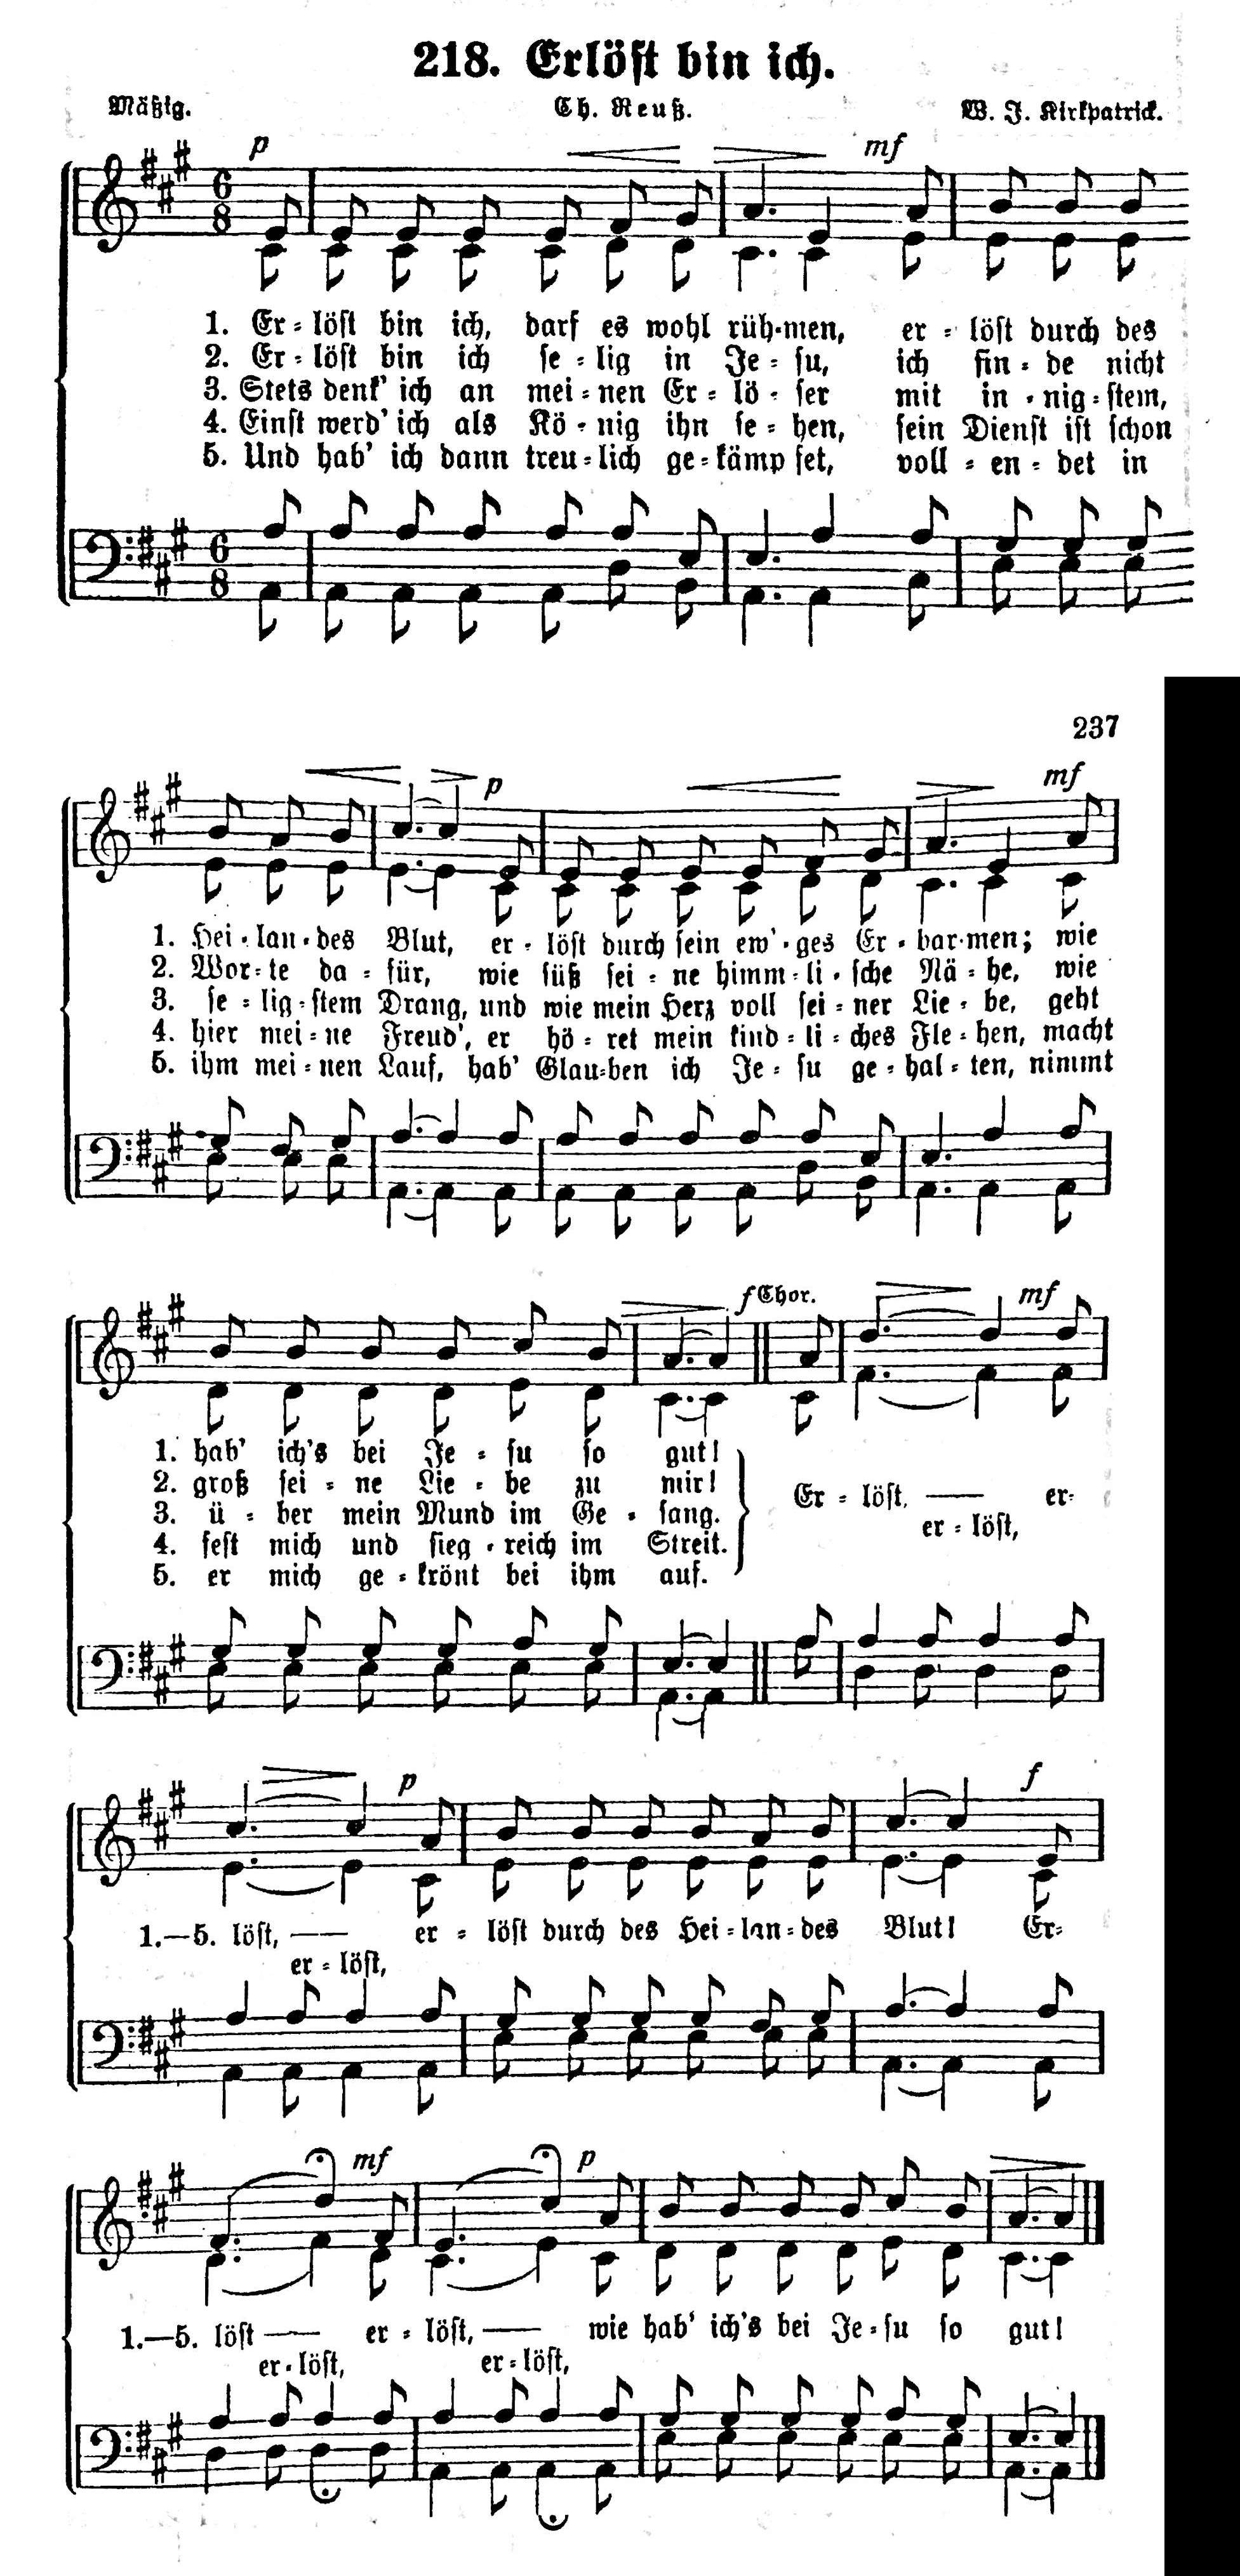 218. Erlöst bin ich.
Mäßig. Th. Reuß. W. J. Kirkpatrick.
p mf
6 8
1. Er-löst bin ich, darf es wohl rüh-men, er-löst durch des
2. Er-löst bin ich se-lig in Je-su, ich fin-de nicht
3. Stets denk' ich an mei-nen Er-lö-ser mit in-nig-stem,
4. Einst werd' ich als Kö-nig ihn se-hen, sein Dienst ist schon
5. Und hab' ich dann treu-lich ge-kämpfet, voll-en-det in
6 8
237
p mf
1. Hei-lan-des Blut, er-löst durch sein ew'-ges Er-bar-men; wie
2. Wor-te da-für, wie süß sei-ne himm-li-sche Nä-he, wie
3. se-lig-stem Drang, und wie mein Herz voll sei-ner Lie-be, geht
4. hier mei-ne Freud', er hö-ret mein kind-li-ches Fle-hen, macht
5. ihm mei-nen Lauf, hab' Glau-ben ich Je-su ge-hal-ten, nimmt
f Chor. mf
1. hab' ich's bei Je-su so gut!
2. groß sei-ne Lie-be zu mir!
3. ü-ber mein Mund im Ge-sang.
4. fest mich und sieg-reich im Streit.
5. er mich ge-krönt bei ihm auf.
Er-löst, — er-
er-löst,
p f
1.—5. löst, — er-löst durch des Hei-lan-des Blut! Er-
er-löst,
mf p
1.—5. löst — er-löst, — wie hab' ich's bei Je-su so gut!
er-löst, er-löst,